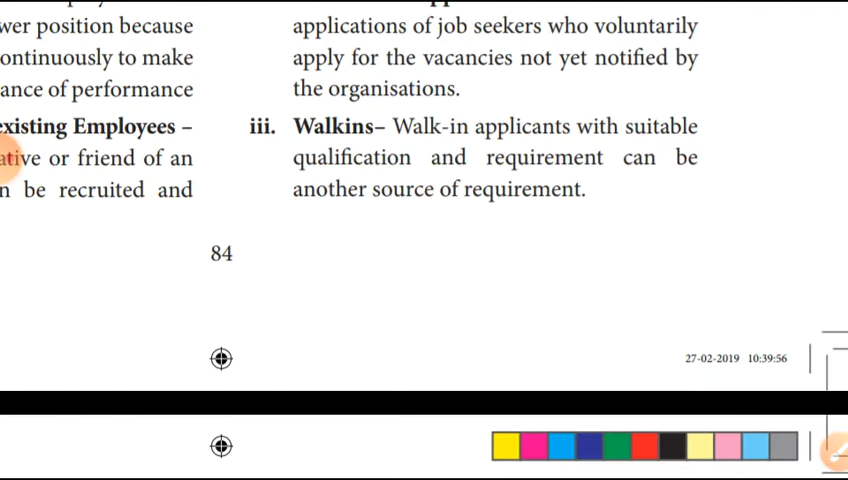 wer position because
ontinuously to make
ance of performance
existing Employees –
ative or friend of an
n be recruited and
applications of job seekers who voluntarily
apply for the vacancies not yet notified by
the organisations.
iii. Walkins– Walk-in applicants with suitable
qualification and requirement can be
another source of requirement.
84
27-02-2019 10:39:56